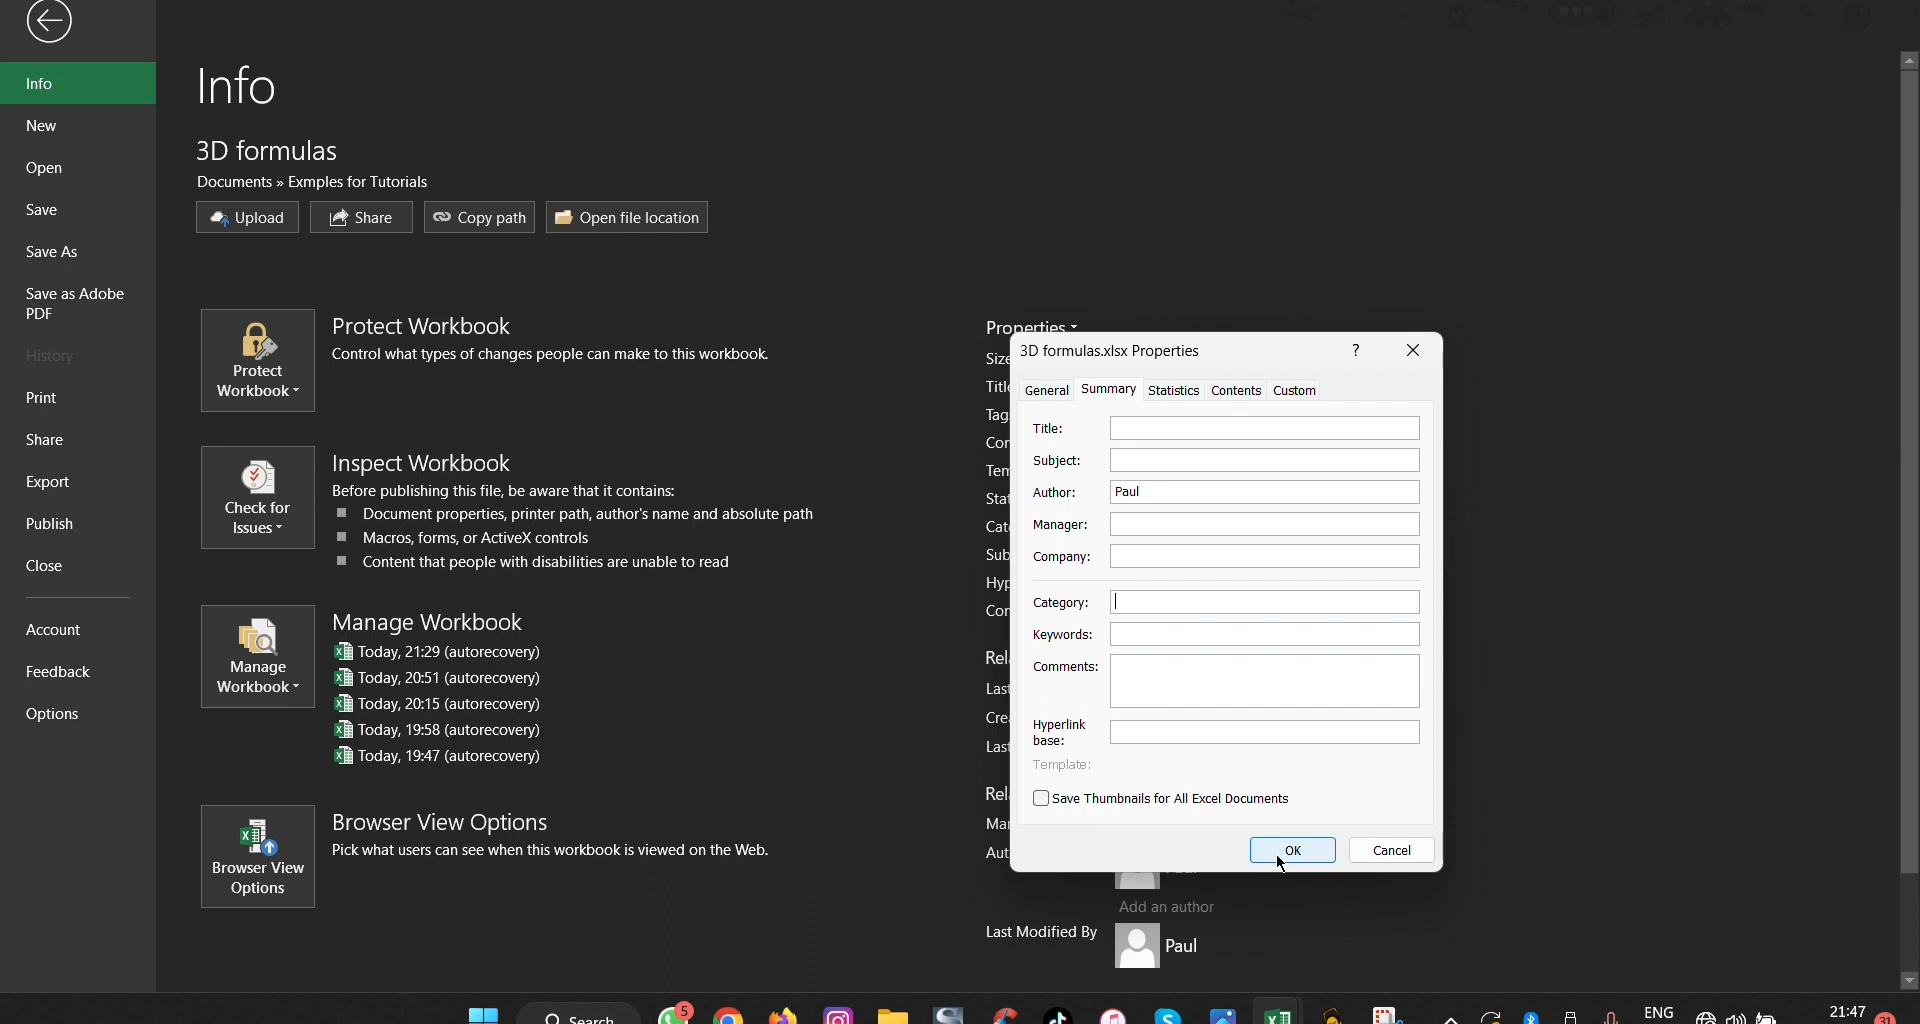 Info
New
Open
Save
Save As
Save as Adobe
PDF
History
Print
Share
Export
Publish
Close
Account
Feedback
Options
Info
3D formulas
Documents » Exmples for Tutorials
Upload
Share
Copy path
Open file location
Protect
Workbook
Protect Workbook
Control what types of changes people can make to this workbook.
Check for
Issues
Inspect Workbook
Before publishing this file, be aware that it contains:
Document properties, printer path, author's name and absolute path
Macros, forms, or ActiveX controls
Content that people with disabilities are unable to read
Manage
Workbook
Manage Workbook
Today, 21:29 (autorecovery)
Today, 20:51 (autorecovery)
Today, 20:15 (autorecovery)
Today, 19:58 (autorecovery)
Today, 19:47 (autorecovery)
Browser View
Options
Browser View Options
Pick what users can see when this workbook is viewed on the Web.
Properties
3D formulas.xlsx Properties ?
General Summary Statistics Contents Custom
Title:
Subject:
Author: Paul
Manager:
Company:
Category:
Keywords:
Comments:
Hyperlink
base:
Template:
Save Thumbnails for All Excel Documents
OK Cancel
Add an author
Last Modified By Paul
5
Search
ENG
21:47
31